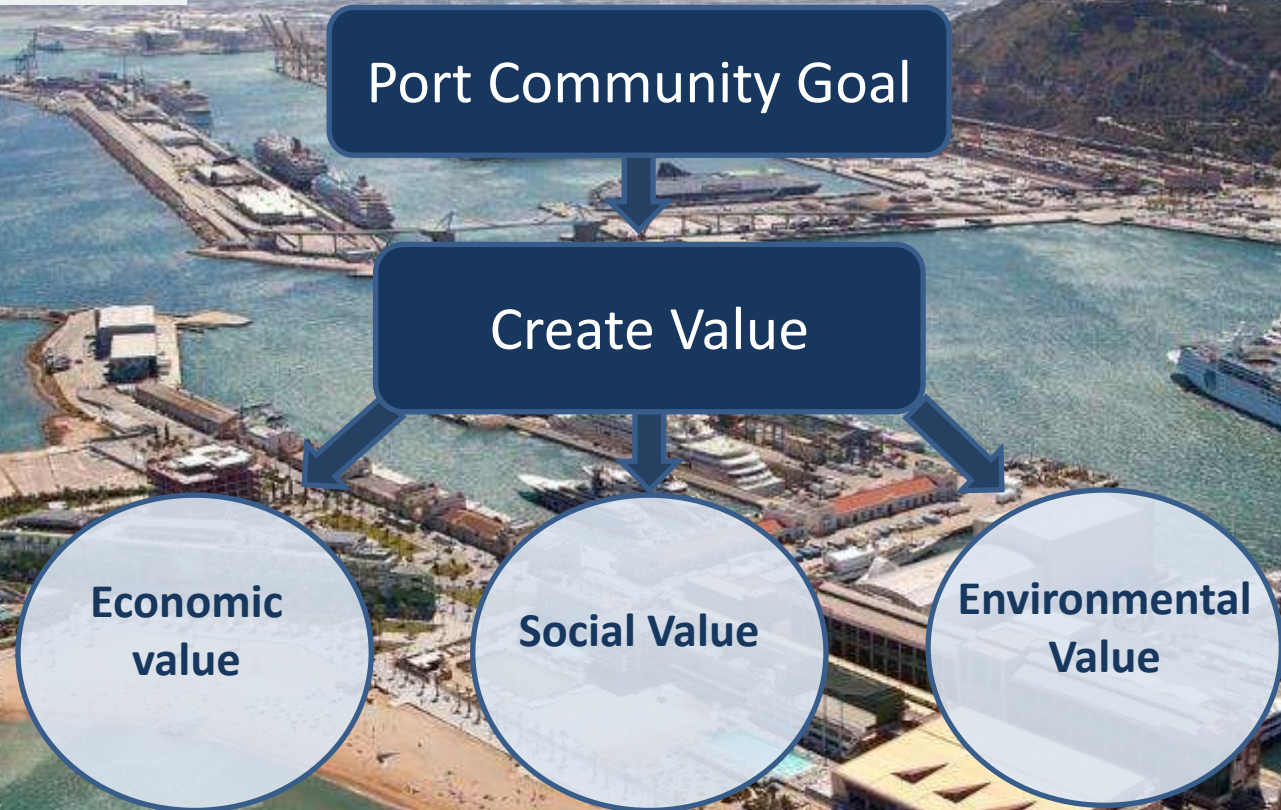 Port Community Goal
Create Value
Economic
value
Social Value
Environmental
Value